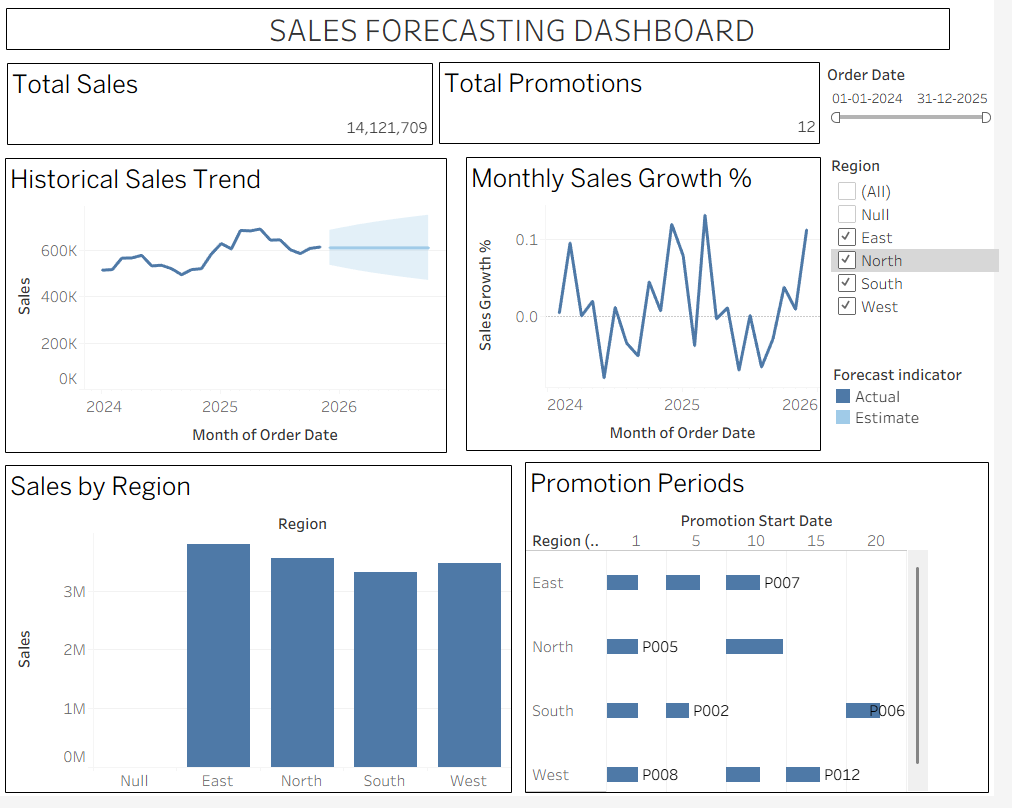 SALES FORECASTING DASHBOARD
Total Sales
14,121,709
Total Promotions
12
Order Date
01-01-2024 31-12-2025
Region
(All)
Null
East
North
South
West
Historical Sales Trend
600K
400K
200K
0K
Sales
2024 2025 2026
Month of Order Date
Monthly Sales Growth %
0.1
0.0
Sales Growth %
2024 2025 2026
Month of Order Date
Forecast indicator
Actual
Estimate
Sales by Region
Region
3M
2M
1M
0M
Sales
Null East North South West
Promotion Periods
Promotion Start Date
Region (.. 1 5 10 15 20
East P007
North P005
South P002 P006
West P008 P012